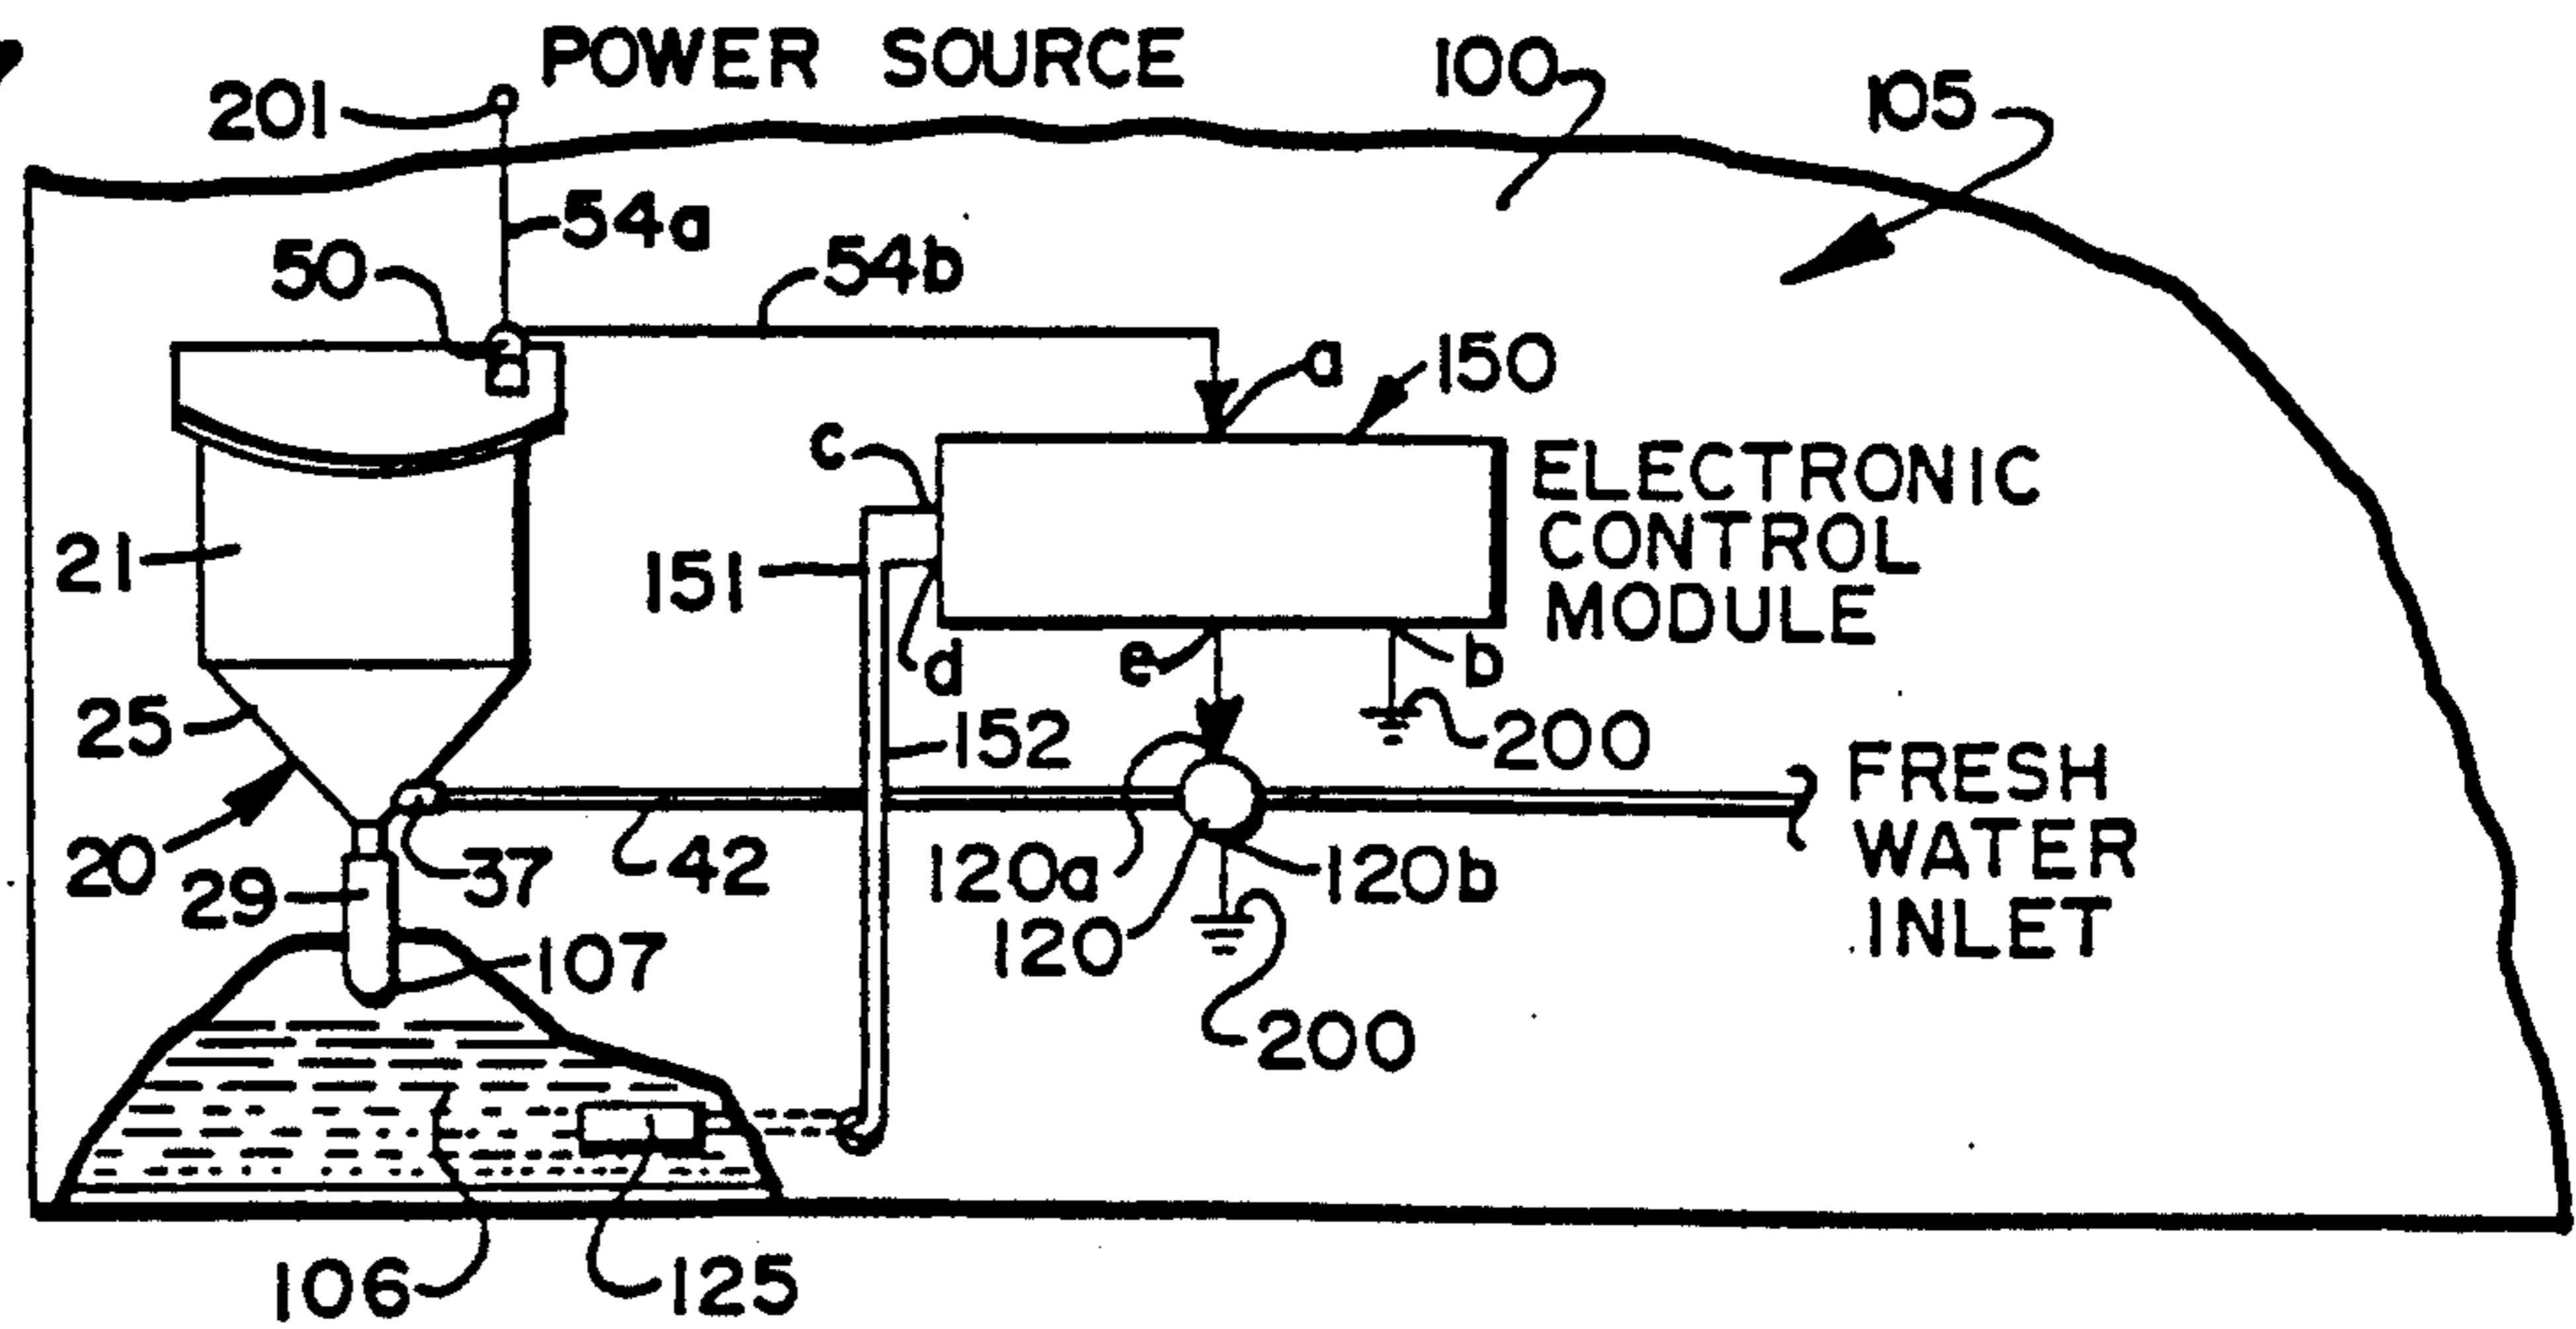 POWER SOURCE
100
105
201
54a
50
54b
a
150
c
ELECTRONIC
CONTROL
MODULE
21
151
d
e
b
25
152
200
FRESH
WATER
INLET
20
29
37
42
120a
120b
120
107
200
106
125